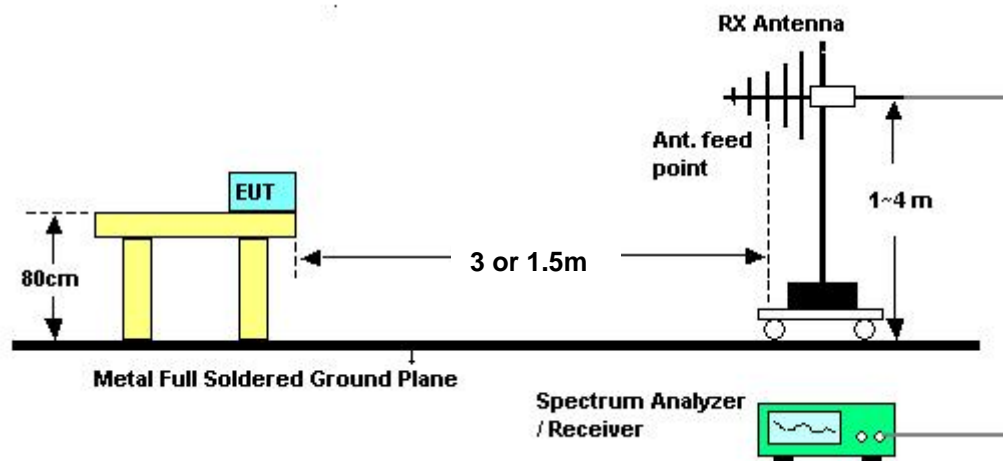 RX Antenna
Ant. feed
point
EUT
1~4 m
3 or 1.5m
80cm
Metal Full Soldered Ground Plane
Spectrum Analyzer
/ Receiver